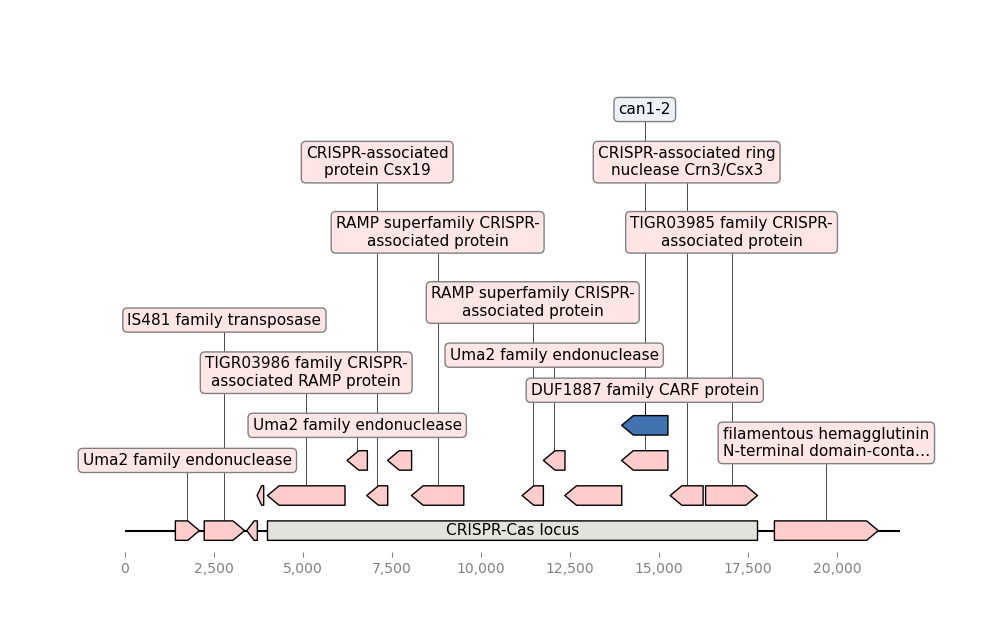 can1-2
CRISPR-associated
protein Csx19
CRISPR-associated ring
nuclease Crn3/Csx3
RAMP superfamily CRISPR-
associated protein
TIGR03985 family CRISPR-
associated protein
RAMP superfamily CRISPR-
associated protein
IS481 family transposase
Uma2 family endonuclease
TIGR03986 family CRISPR-
associated RAMP protein
DUF1887 family CARF protein
Uma2 family endonuclease
filamentous hemagglutinin
N-terminal domain-conta...
Uma2 family endonuclease
CRISPR-Cas locus
0 2,500 5,000 7,500 10,000 12,500 15,000 17,500 20,000